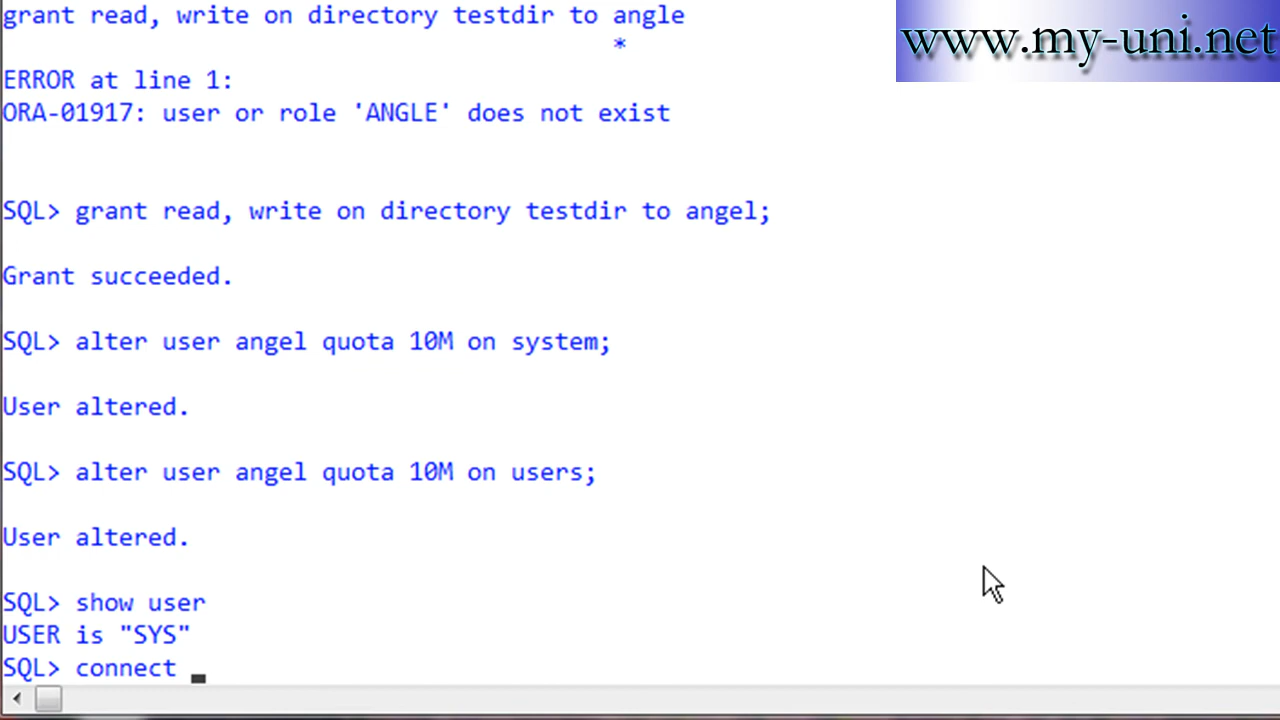 grant read, write on directory testdir to angle
*
ERROR at line 1:
ORA-01917: user or role 'ANGLE' does not exist
SQL> grant read, write on directory testdir to angel;
Grant succeeded.
SQL> alter user angel quota 10M on system;
User altered.
SQL> alter user angel quota 10M on users;
User altered.
SQL> show user
USER is "SYS"
SQL> connect
www.my-uni.net